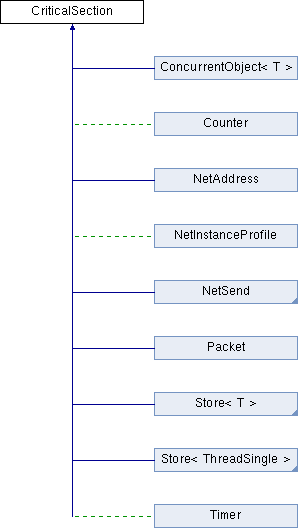 CriticalSection
ConcurrentObject< T >
Counter
NetAddress
NetInstanceProfile
NetSend
Packet
Store< T >
Store< ThreadSingle >
Timer